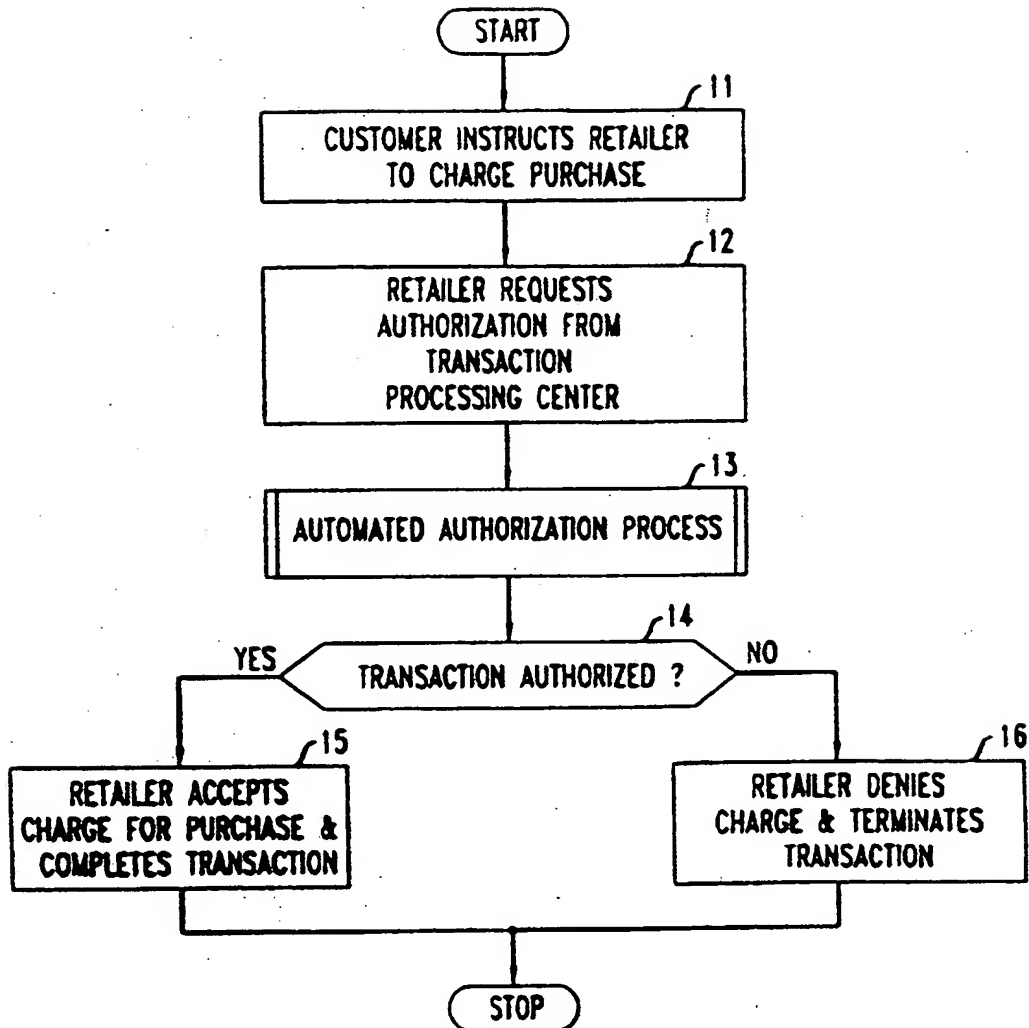 START
11
CUSTOMER INSTRUCTS RETAILER
TO CHARGE PURCHASE
12
RETAILER REQUESTS
AUTHORIZATION FROM
TRANSACTION
PROCESSING CENTER
13
AUTOMATED AUTHORIZATION PROCESS
14
YES
TRANSACTION AUTHORIZED ?
NO
15
RETAILER ACCEPTS
CHARGE FOR PURCHASE &
COMPLETES TRANSACTION
16
RETAILER DENIES
CHARGE & TERMINATES
TRANSACTION
STOP